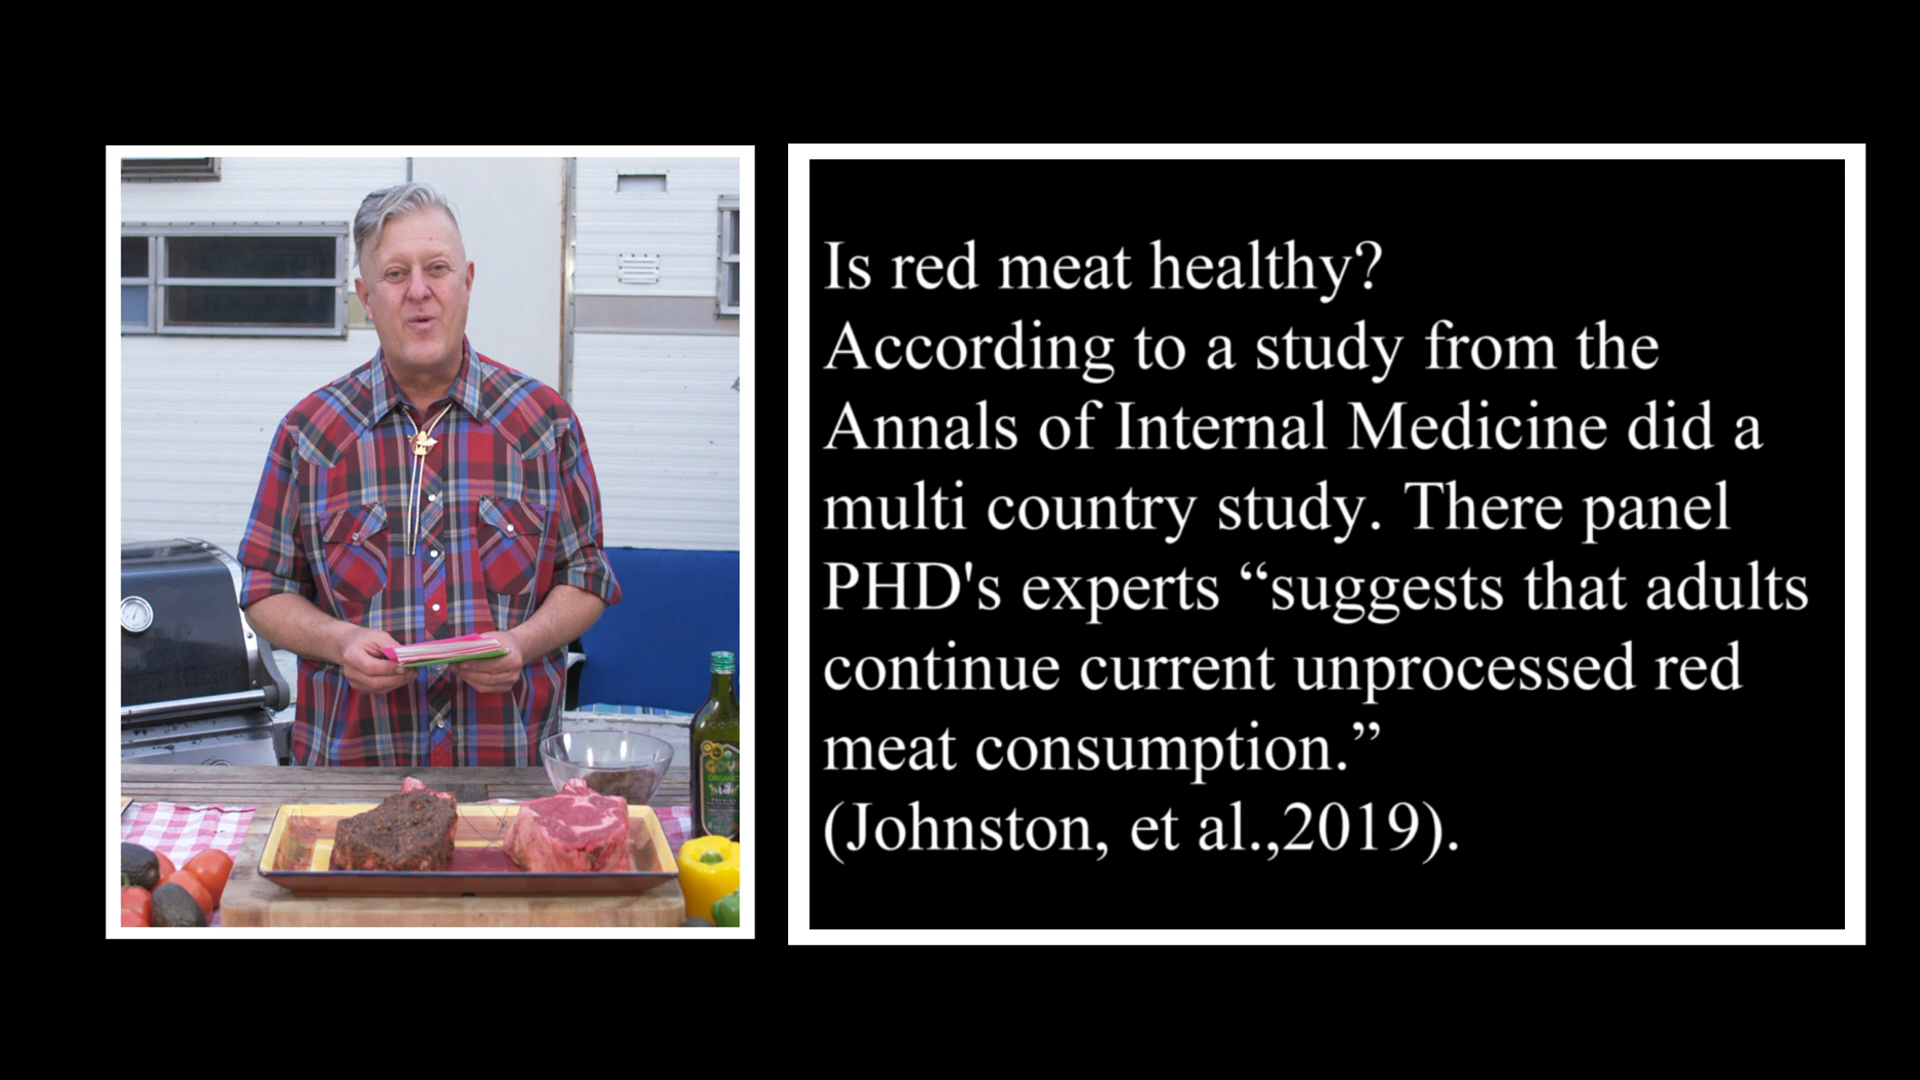 Is red meat healthy?
According to a study from the
Annals of Internal Medicine did a
multi country study. There panel
PHD's experts “suggests that adults
continue current unprocessed red
meat consumption.”
(Johnston, et al.,2019).
ORGANIC